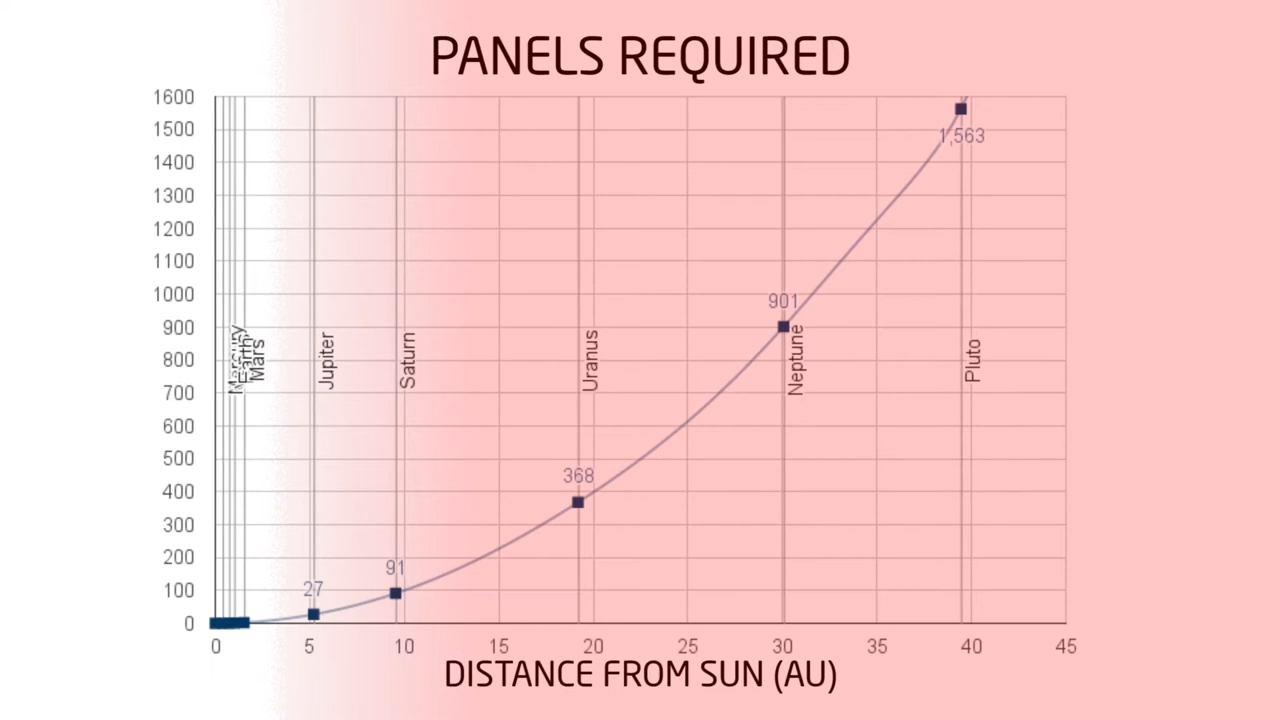 PANELS REQUIRED
1600
1500
1400
1300
1200
1100
1000
900
800
700
600
500
400
300
200
100
0
1,563
901
368
91
27
Mercury
Earth
Mars
Jupiter
Saturn
Uranus
Neptune
Pluto
0 5 10 15 20 25 30 35 40 45
DISTANCE FROM SUN (AU)